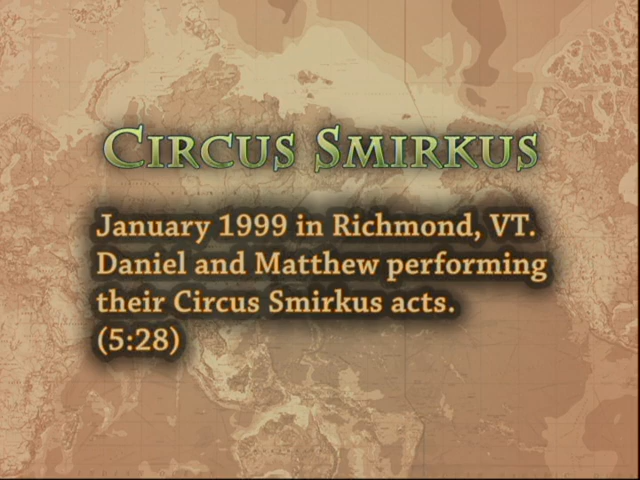 Circus Smirkus
January 1999 in Richmond, VT.
Daniel and Matthew performing
their Circus Smirkus acts.
(5:28)